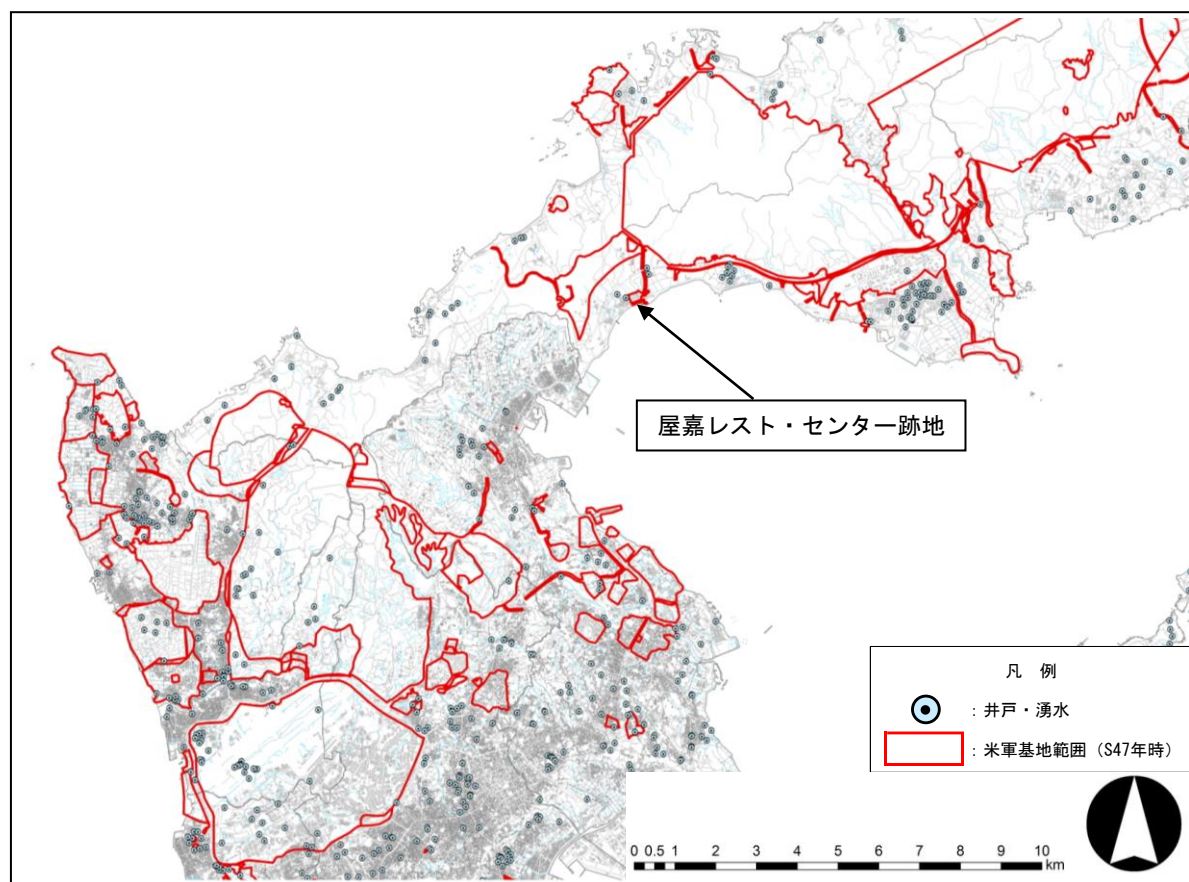 屋嘉レスト・センター跡地
凡 例
：井戸・湧水
：米軍基地範囲（S47年時）
0 0.5 1 2 3 4 5 6 7 8 9 10
km